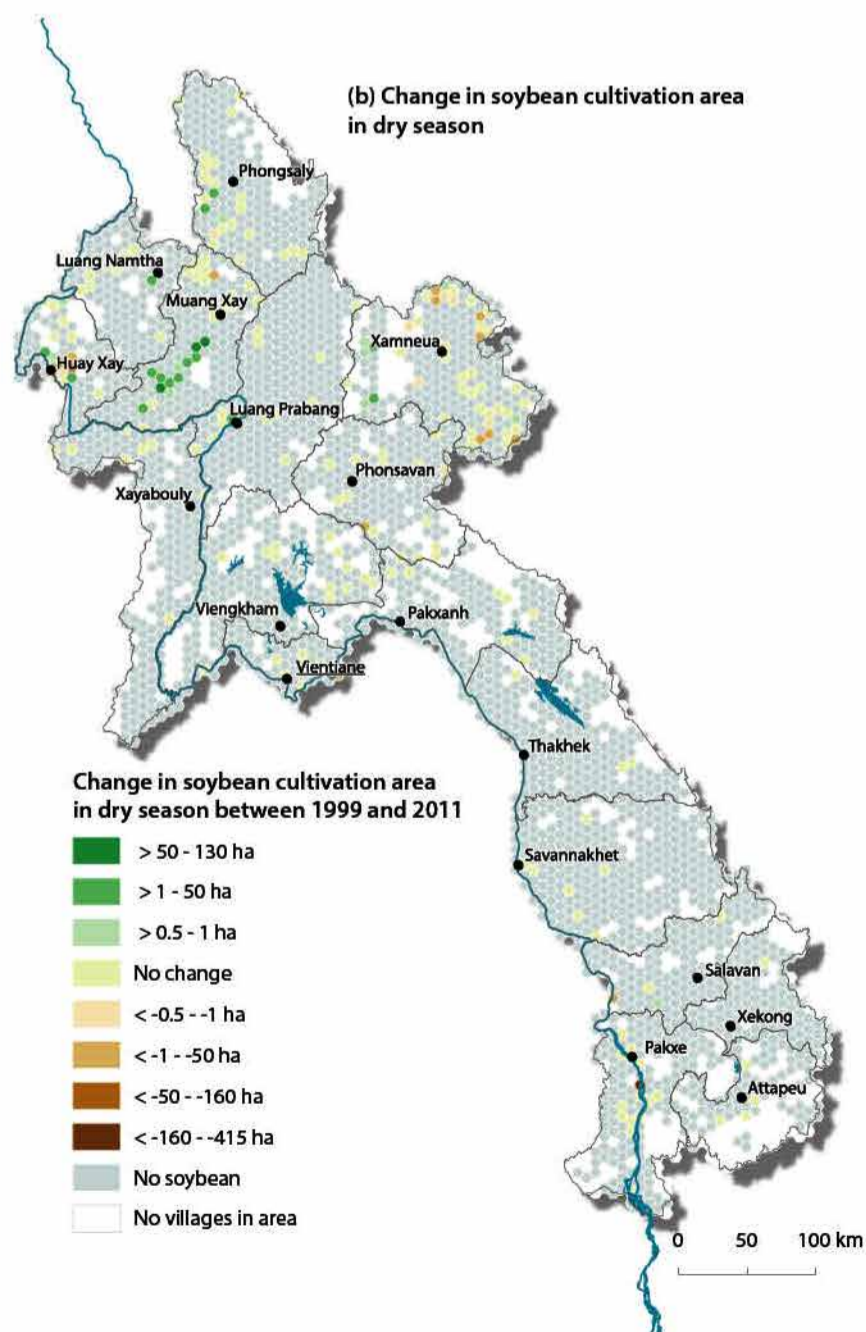 (b) Change in soybean cultivation area
in dry season
Phongsaly
Luang Namtha
Muang Xay
Xamneua
Huay Xay
Luang Prabang
Phonsavan
Xayabouly
Viengkham
Pakxanh
Vientiane
Thakhek
Change in soybean cultivation area
in dry season between 1999 and 2011
> 50 - 130 ha
Savannakhet
> 1 - 50 ha
> 0.5 - 1 ha
No change
Salavan
< -0.5 - -1 ha
Xekong
< -1 - -50 ha
Pakxe
< -50 - -160 ha
Attapeu
< -160 - -415 ha
No soybean
No villages in area
0 50 100 km